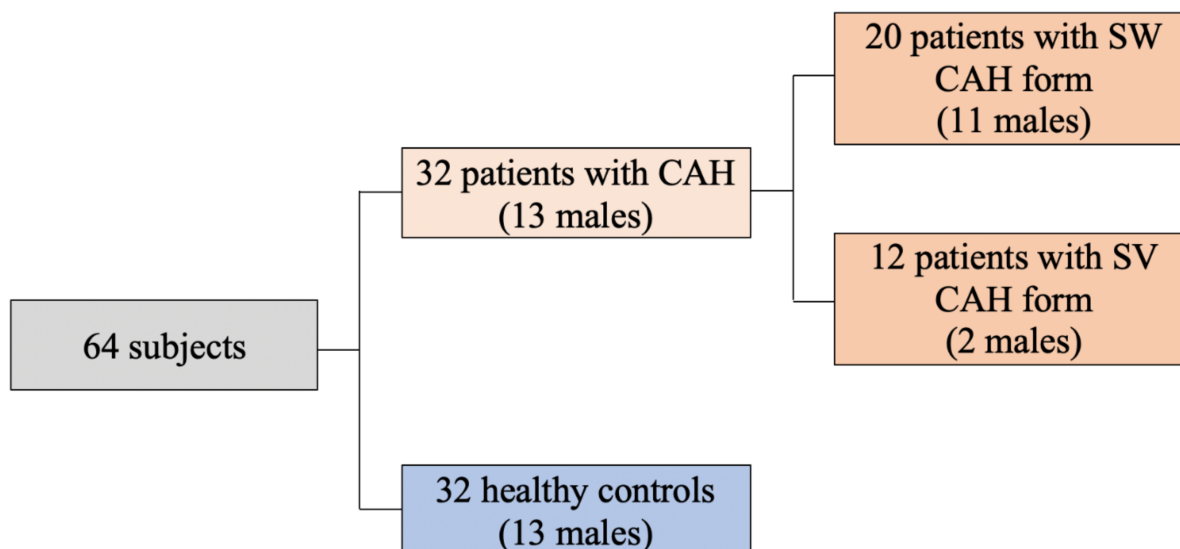 64 subjects
32 patients with CAH
(13 males)
20 patients with SW
CAH form
(11 males)
12 patients with SV
CAH form
(2 males)
32 healthy controls
(13 males)